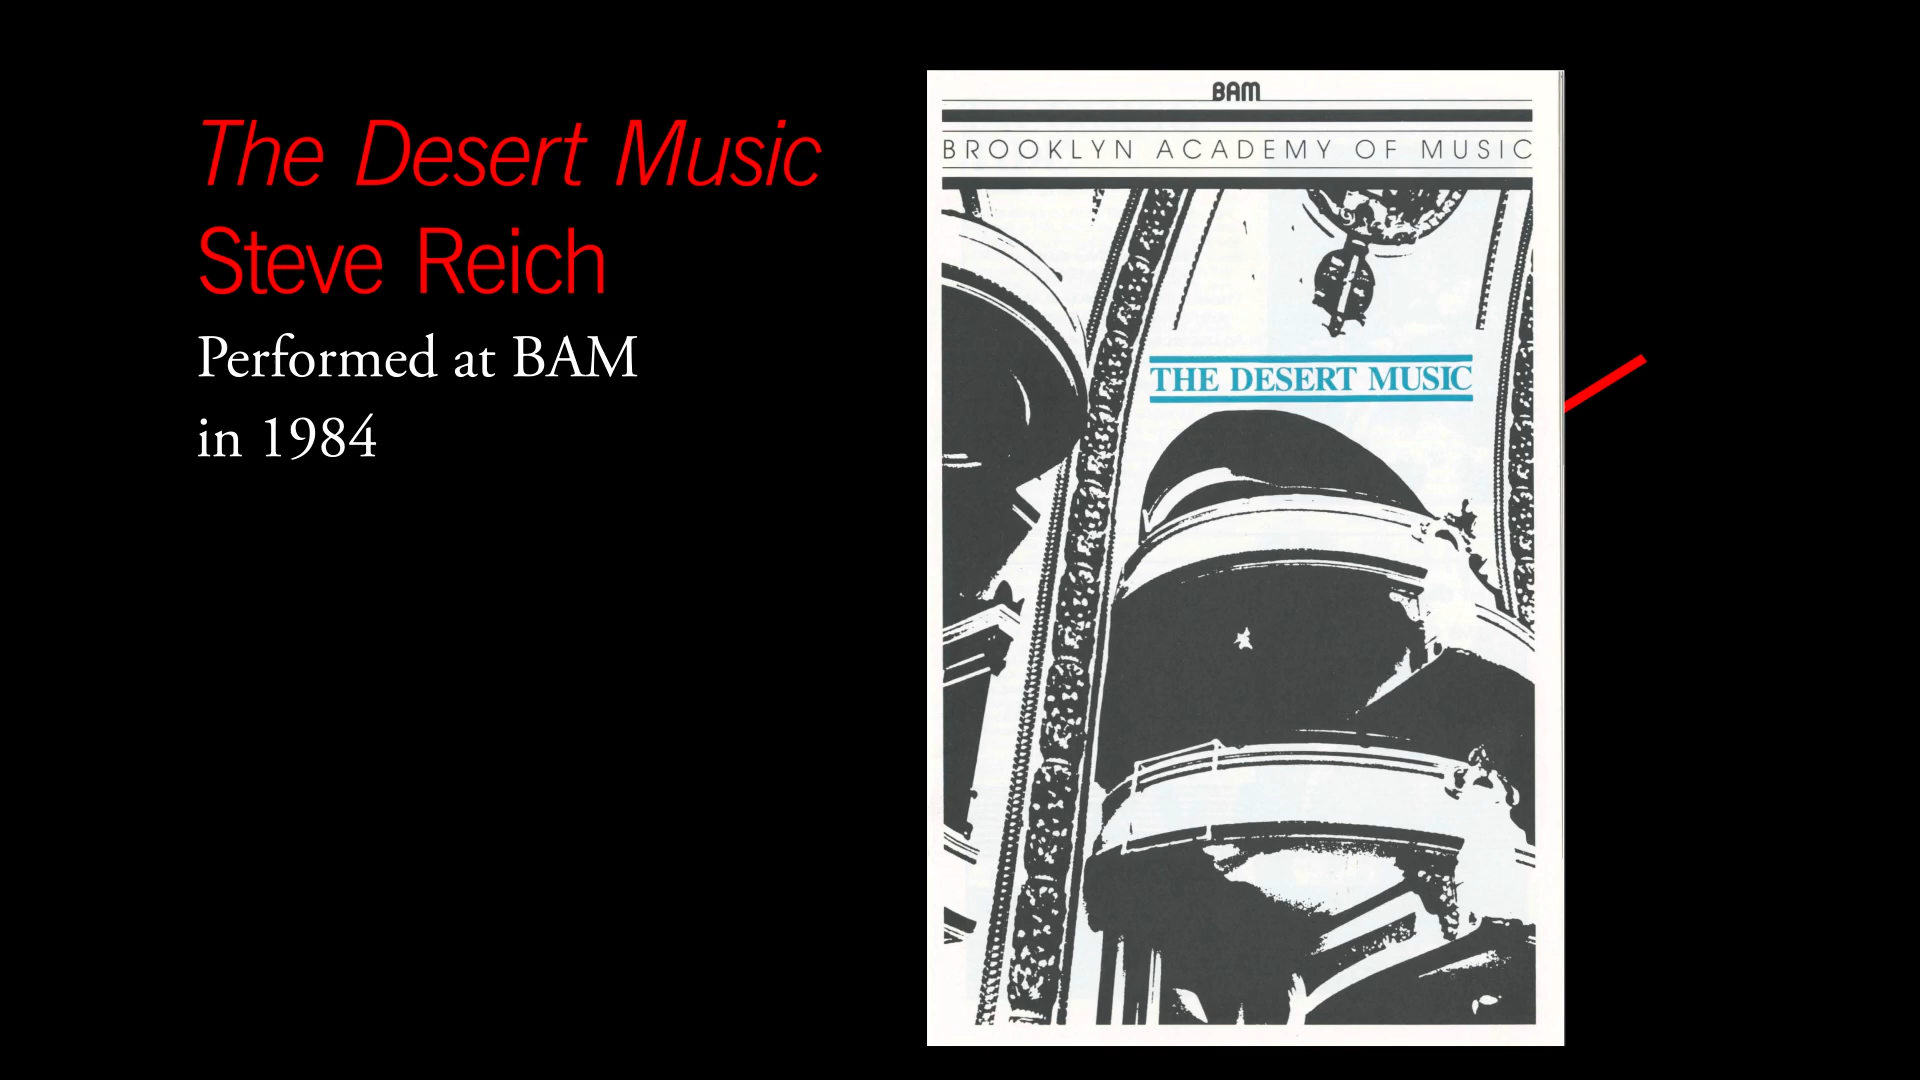 The Desert Music
Steve Reich
Performed at BAM
in 1984
BAM
BROOKLYN ACADEMY OF MUSIC
THE DESERT MUSIC